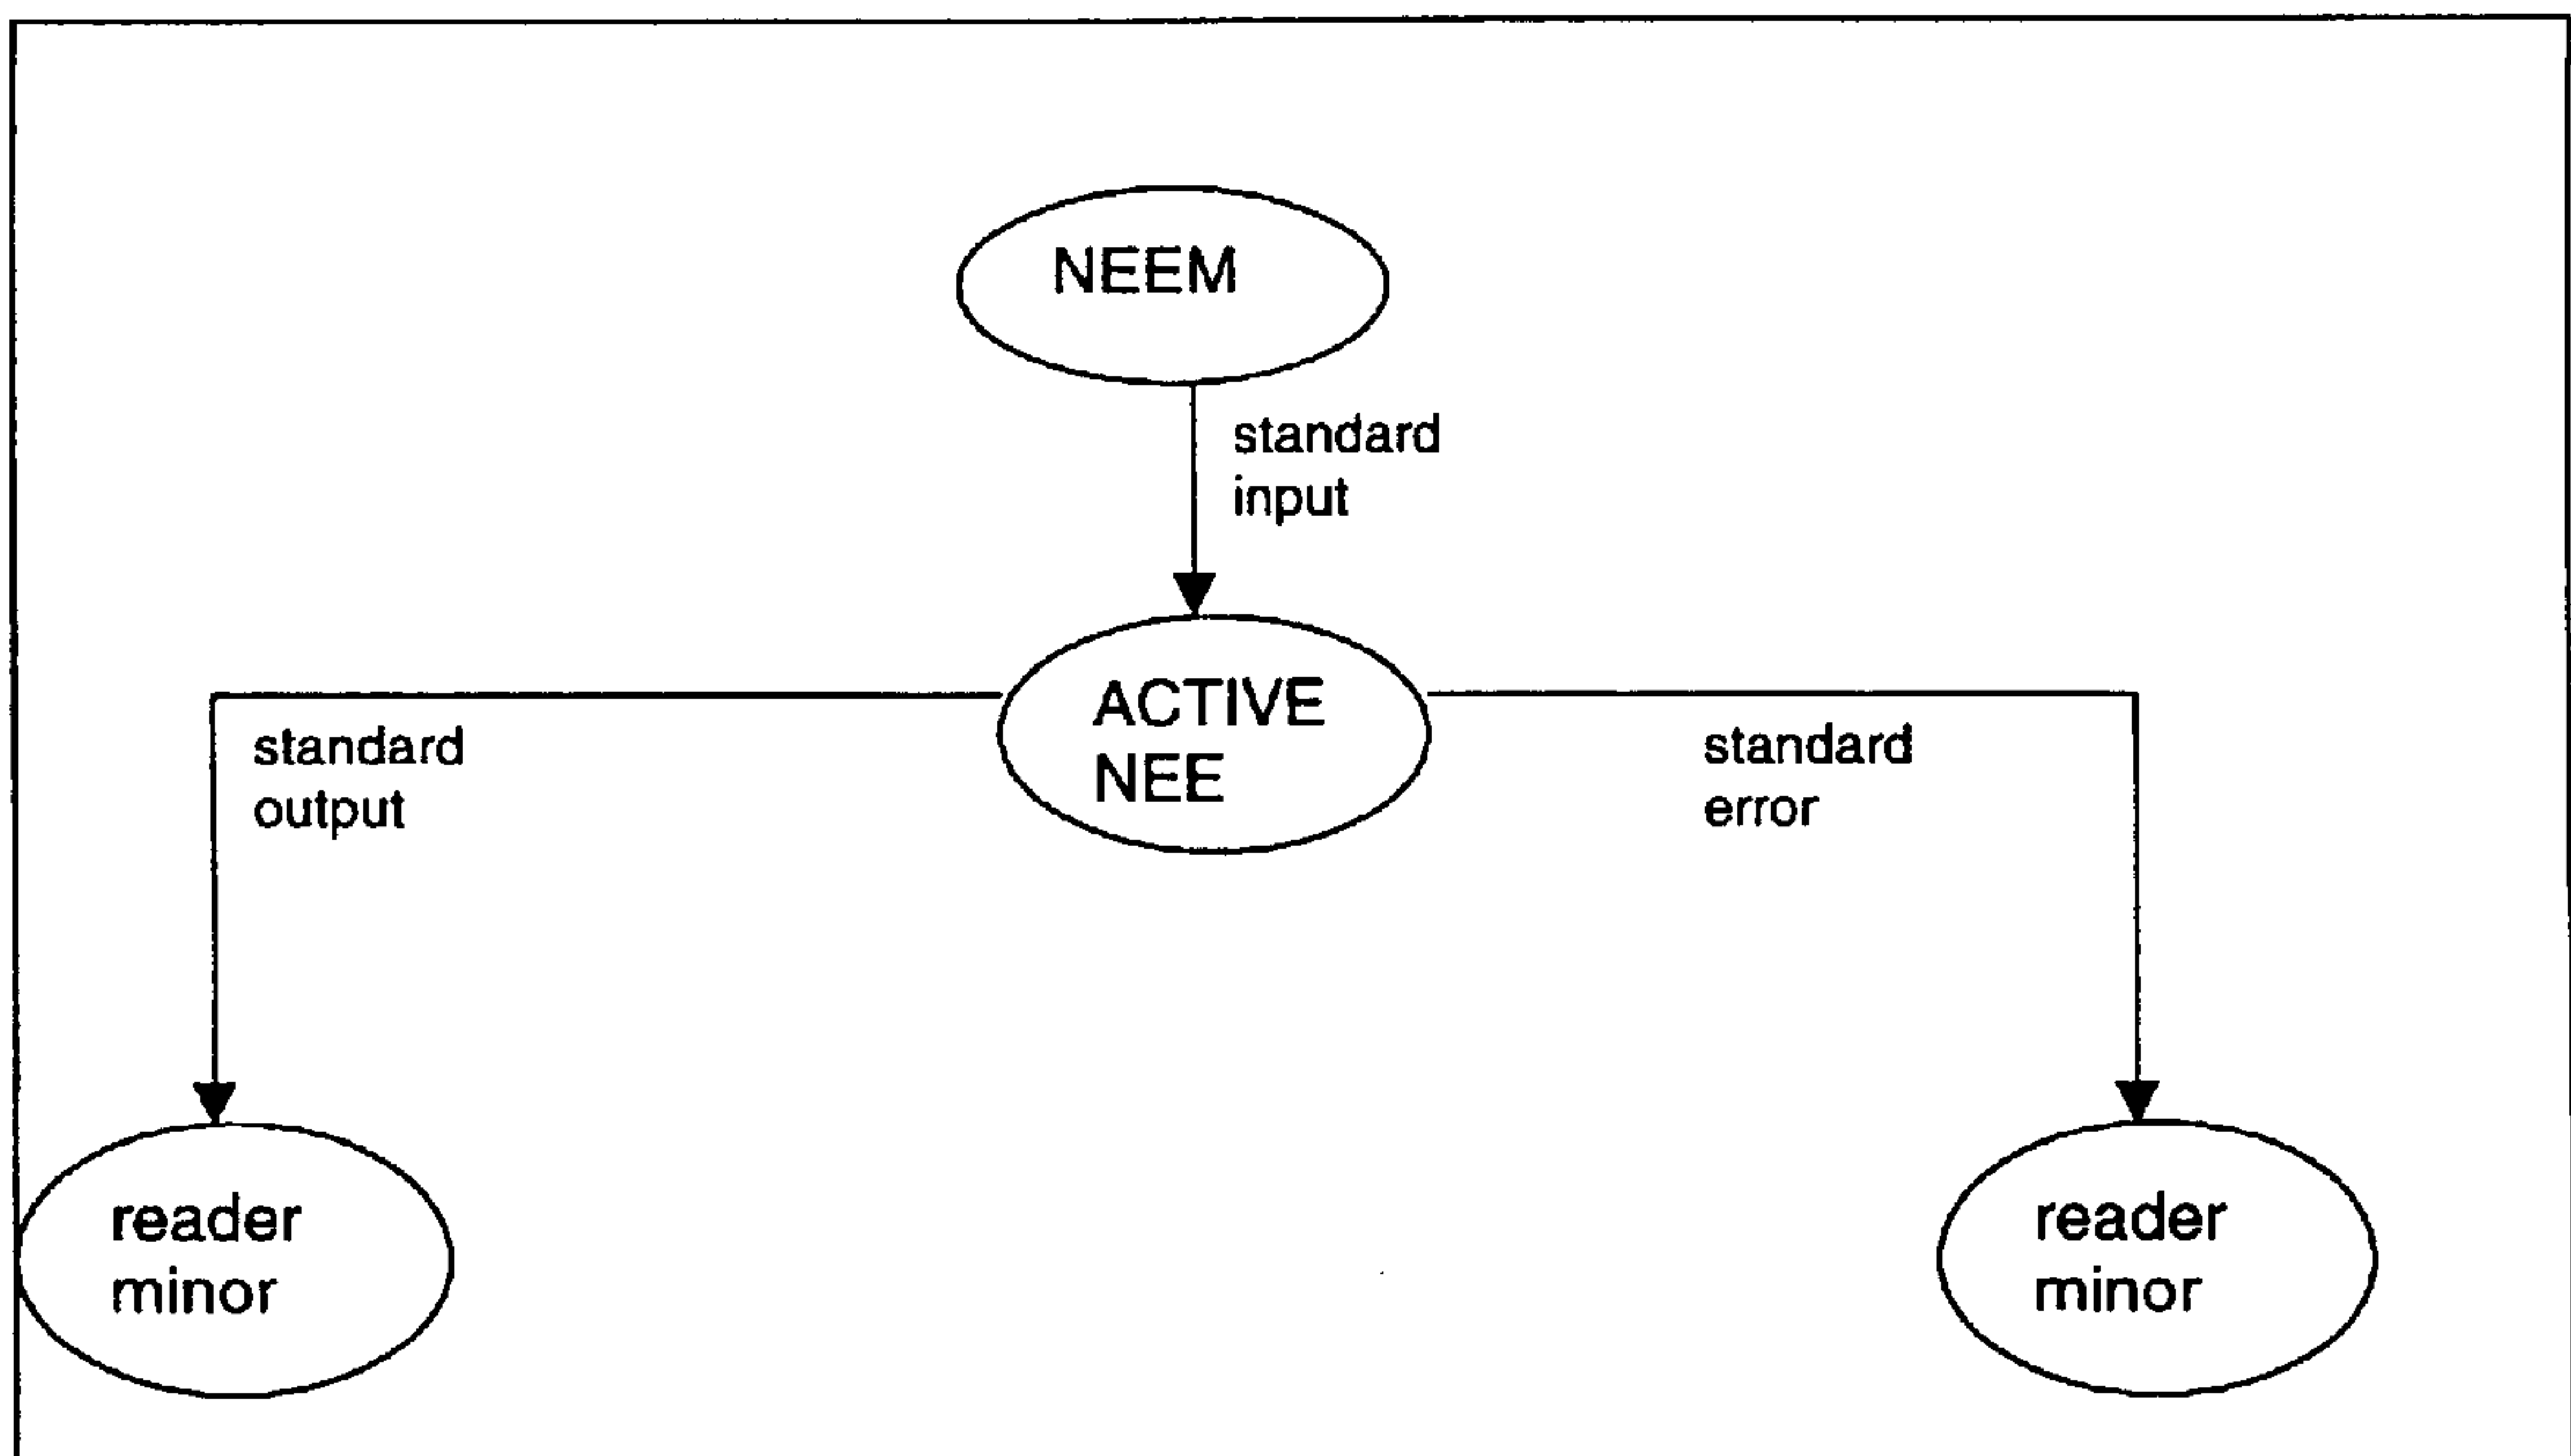 NEEM
standard
input
ACTIVE
NEE
standard
output
standard
error
reader
minor
reader
minor